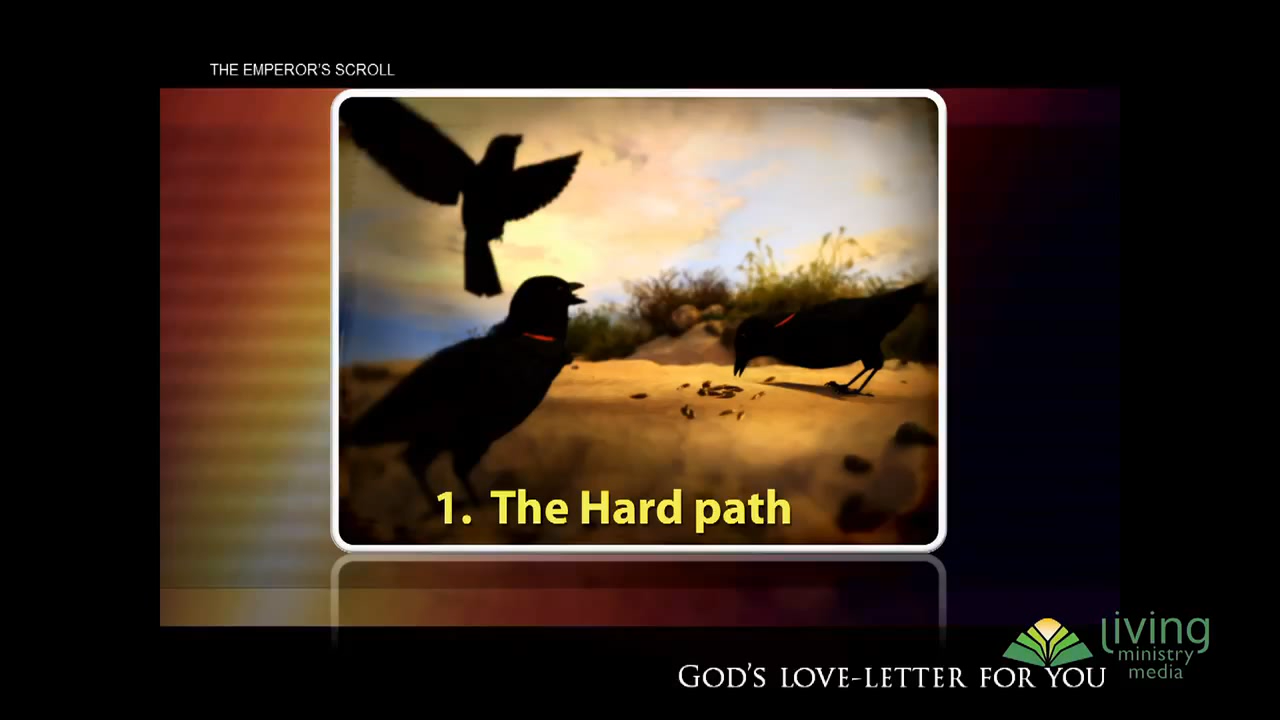 THE EMPEROR'S SCROLL
1. The Hard path
living
ministry
media
GOD'S LOVE-LETTER FOR YOU